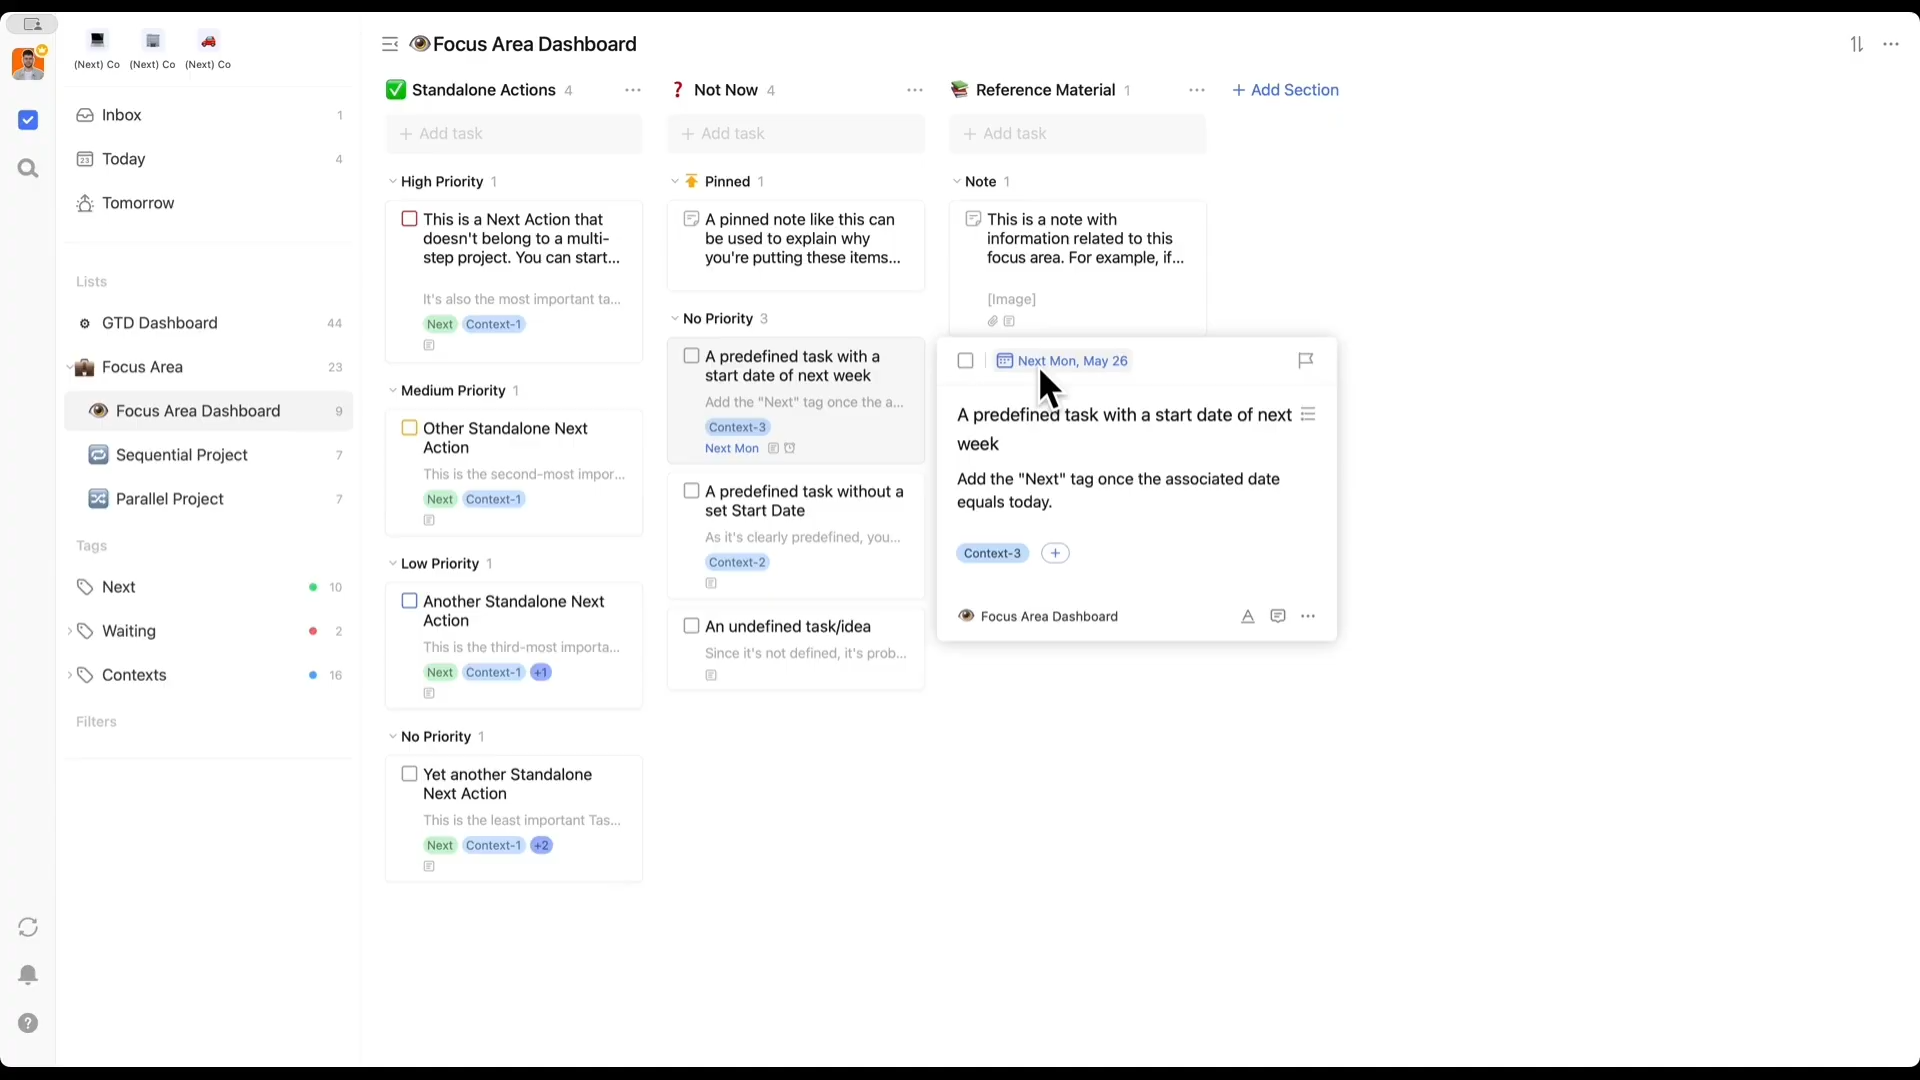 (Next) Co (Next) Co (Next) Co
Inbox 1
23 Today 4
Tomorrow
Lists
GTD Dashboard 44
Focus Area 23
Focus Area Dashboard 9
Sequential Project 7
Parallel Project 7
Tags
Next 10
Waiting 2
Contexts 16
Filters
Focus Area Dashboard
Standalone Actions 4
+ Add task
High Priority 1
This is a Next Action that
doesn't belong to a multi-
step project. You can start...
It's also the most important ta...
Next Context-1
Medium Priority 1
Other Standalone Next
Action
This is the second-most impor...
Next Context-1
Low Priority 1
Another Standalone Next
Action
This is the third-most importa...
Next Context-1 +1
No Priority 1
Yet another Standalone
Next Action
This is the least important Tas...
Next Context-1 +2
Not Now 4
+ Add task
Pinned 1
A pinned note like this can
be used to explain why
you're putting these items...
No Priority 3
A predefined task with a
start date of next week
Add the "Next" tag once the a...
Context-3
Next Mon
A predefined task without a
set Start Date
As it's clearly predefined, you...
Context-2
An undefined task/idea
Since it's not defined, it's prob...
Reference Material 1
+ Add task
Note 1
This is a note with
information related to this
focus area. For example, if...
[Image]
+ Add Section
Next Mon, May 26
A predefined task with a start date of next
week
Add the "Next" tag once the associated date
equals today.
Context-3 +
Focus Area Dashboard